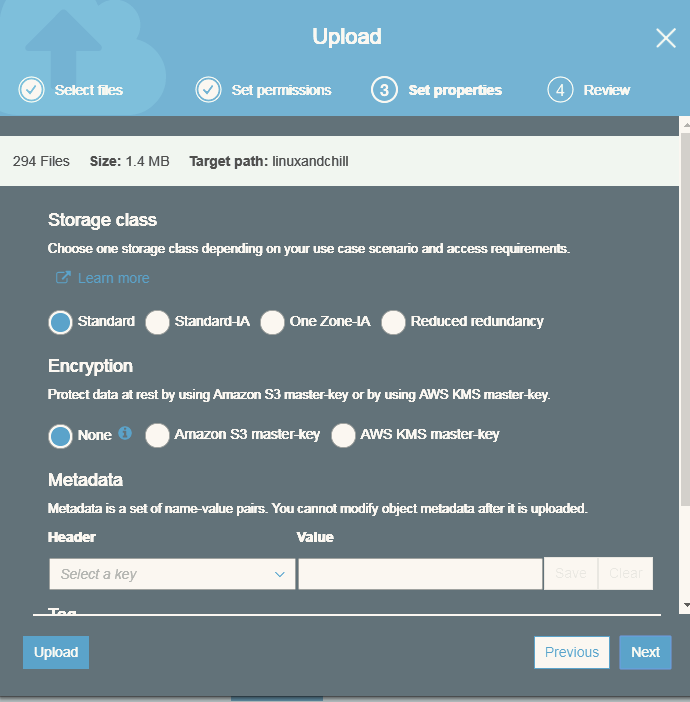 Upload
Select files
Set permissions
3 Set properties
4 Review
294 Files Size: 1.4 MB Target path: linuxandchill
Storage class
Choose one storage class depending on your use case scenario and access requirements.
Learn more
Standard Standard-IA One Zone-IA Reduced redundancy
Encryption
Protect data at rest by using Amazon S3 master-key or by using AWS KMS master-key.
None Amazon S3 master-key AWS KMS master-key
Metadata
Metadata is a set of name-value pairs. You cannot modify object metadata after it is uploaded.
Header Value
Select a key Save Clear
Tag
Upload Previous Next